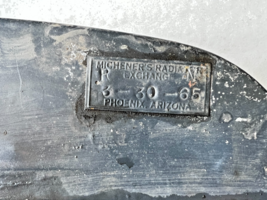 MICHENER'S RADIATOR
R EXCHANGE N
3-30-65
PHOENIX, ARIZONA